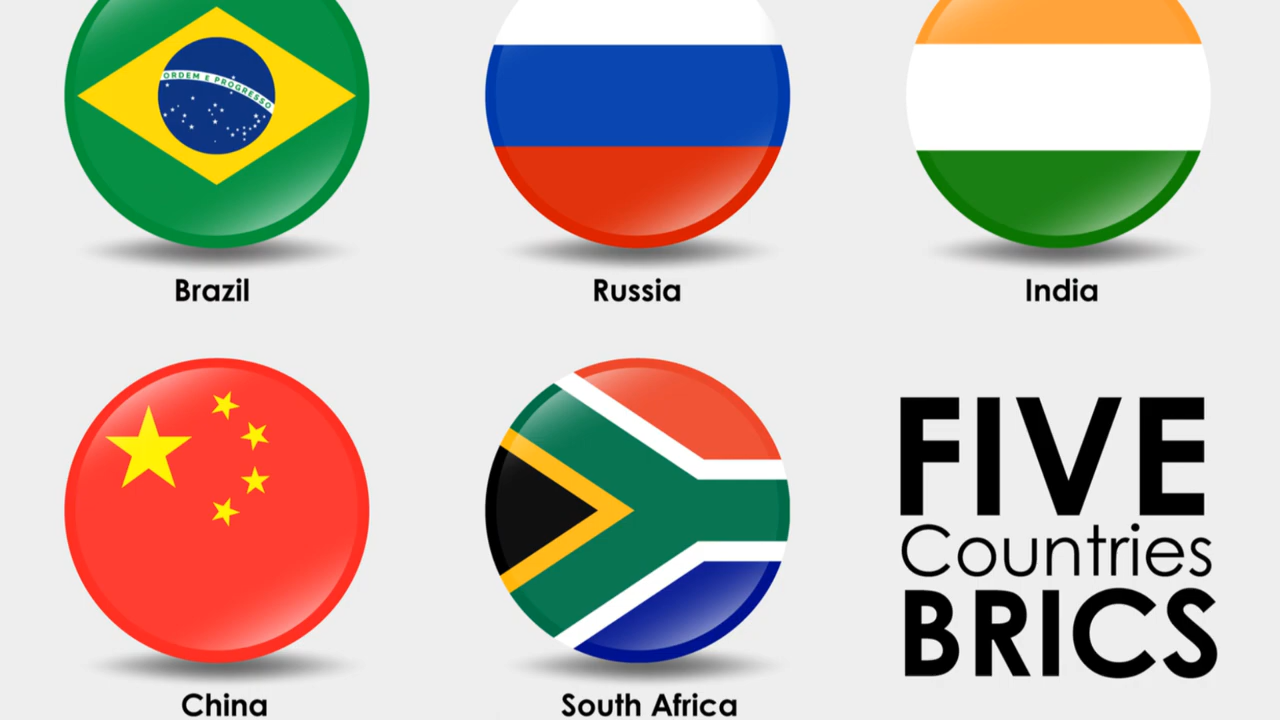 ORDEM E PROGRESSO
Brazil
Russia
India
China
South Africa
FIVE
Countries
BRICS